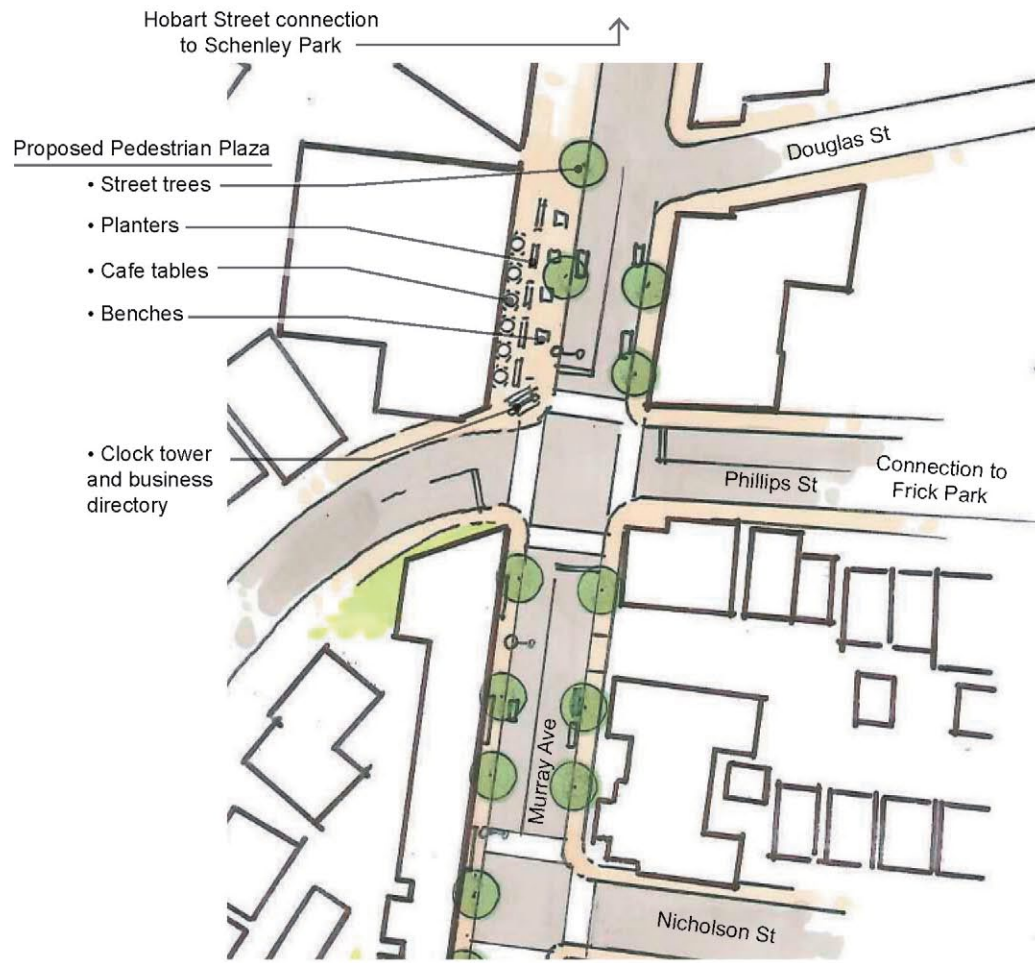 Hobart Street connection
to Schenley Park
Proposed Pedestrian Plaza
• Street trees
• Planters
• Cafe tables
• Benches
• Clock tower
and business
directory
Douglas St
Phillips St
Connection to
Frick Park
Murray Ave
Nicholson St